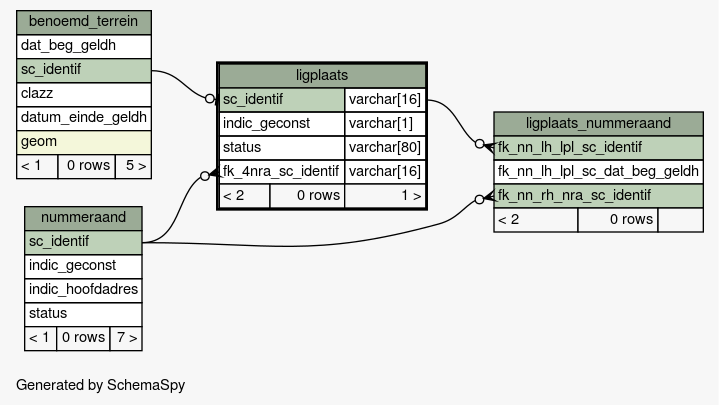 benoemd_terrein
dat_beg_geldh
sc_identif
clazz
datum_einde_geldh
geom
< 1 0 rows 5 >
ligplaats
sc_identif varchar[16]
indic_geconst varchar[1]
status varchar[80]
fk_4nra_sc_identif varchar[16]
< 2 0 rows 1 >
ligplaats_nummeraand
fk_nn_lh_lpl_sc_identif
fk_nn_lh_lpl_sc_dat_beg_geldh
fk_nn_rh_nra_sc_identif
< 2 0 rows
nummeraand
sc_identif
indic_geconst
indic_hoofdadres
status
< 1 0 rows 7 >
Generated by SchemaSpy